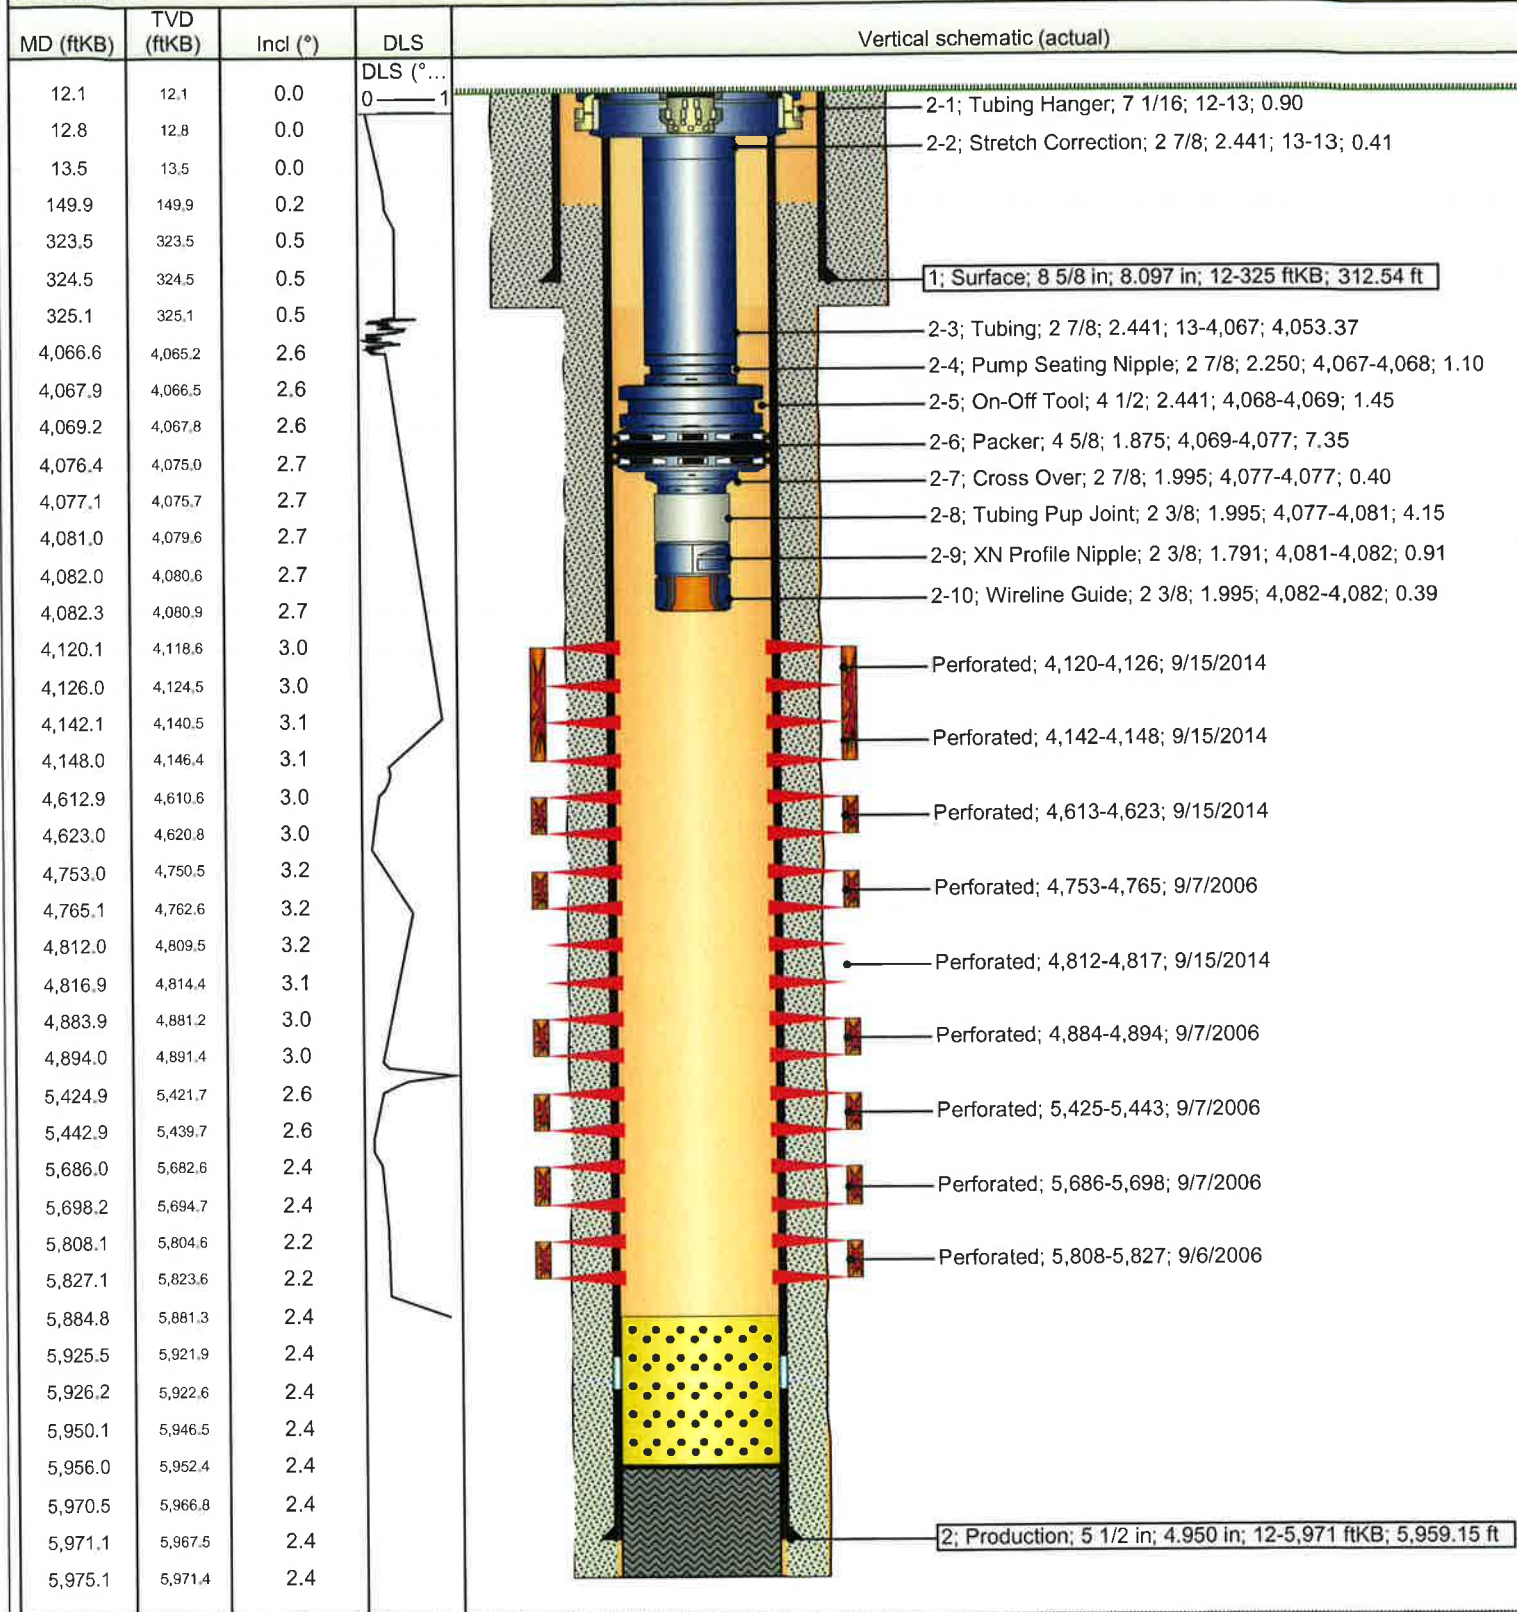 MD (ftKB) TVD (ftKB) Incl (°) DLS Vertical schematic (actual)
DLS (°...
0 1
12.1 12.1 0.0
12.8 12.8 0.0
13.5 13.5 0.0
149.9 149.9 0.2
323.5 323.5 0.5
324.5 324.5 0.5
325.1 325.1 0.5
4,066.6 4,065.2 2.6
4,067.9 4,066.5 2.6
4,069.2 4,067.8 2.6
4,076.4 4,075.0 2.7
4,077.1 4,075.7 2.7
4,081.0 4,079.6 2.7
4,082.0 4,080.6 2.7
4,082.3 4,080.9 2.7
4,120.1 4,118.6 3.0
4,126.0 4,124.5 3.0
4,142.1 4,140.5 3.1
4,148.0 4,146.4 3.1
4,612.9 4,610.6 3.0
4,623.0 4,620.8 3.0
4,753.0 4,750.5 3.2
4,765.1 4,762.6 3.2
4,812.0 4,809.5 3.2
4,816.9 4,814.4 3.1
4,883.9 4,881.2 3.0
4,894.0 4,891.4 3.0
5,424.9 5,421.7 2.6
5,442.9 5,439.7 2.6
5,686.0 5,682.6 2.4
5,698.2 5,694.7 2.4
5,808.1 5,804.6 2.2
5,827.1 5,823.6 2.2
5,884.8 5,881.3 2.4
5,925.5 5,921.9 2.4
5,926.2 5,922.6 2.4
5,950.1 5,946.5 2.4
5,956.0 5,952.4 2.4
5,970.5 5,966.8 2.4
5,971.1 5,967.5 2.4
5,975.1 5,971.4 2.4
2-1; Tubing Hanger; 7 1/16; 12-13; 0.90
2-2; Stretch Correction; 2 7/8; 2.441; 13-13; 0.41
1; Surface; 8 5/8 in; 8.097 in; 12-325 ftKB; 312.54 ft
2-3; Tubing; 2 7/8; 2.441; 13-4,067; 4,053.37
2-4; Pump Seating Nipple; 2 7/8; 2.250; 4,067-4,068; 1.10
2-5; On-Off Tool; 4 1/2; 2.441; 4,068-4,069; 1.45
2-6; Packer; 4 5/8; 1.875; 4,069-4,077; 7.35
2-7; Cross Over; 2 7/8; 1.995; 4,077-4,077; 0.40
2-8; Tubing Pup Joint; 2 3/8; 1.995; 4,077-4,081; 4.15
2-9; XN Profile Nipple; 2 3/8; 1.791; 4,081-4,082; 0.91
2-10; Wireline Guide; 2 3/8; 1.995; 4,082-4,082; 0.39
Perforated; 4,120-4,126; 9/15/2014
Perforated; 4,142-4,148; 9/15/2014
Perforated; 4,613-4,623; 9/15/2014
Perforated; 4,753-4,765; 9/7/2006
Perforated; 4,812-4,817; 9/15/2014
Perforated; 4,884-4,894; 9/7/2006
Perforated; 5,425-5,443; 9/7/2006
Perforated; 5,686-5,698; 9/7/2006
Perforated; 5,808-5,827; 9/6/2006
2; Production; 5 1/2 in; 4.950 in; 12-5,971 ftKB; 5,959.15 ft